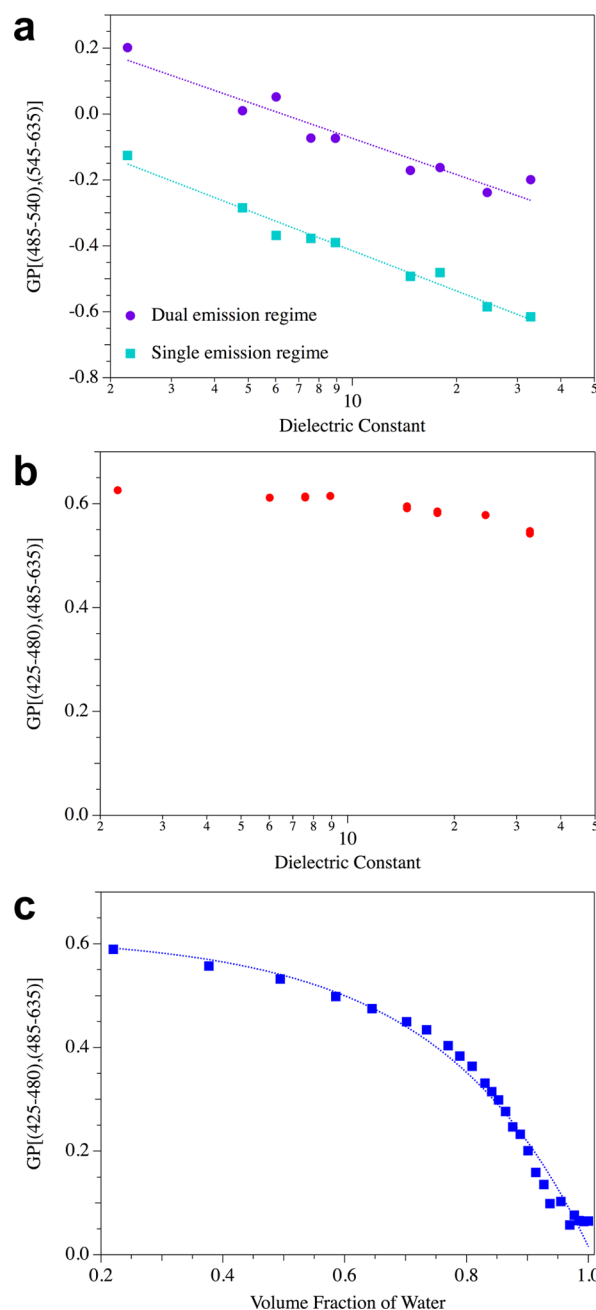 a
GP[(485-540),(545-635)]
0.2
0.0
-0.2
-0.4
-0.6
-0.8
Dual emission regime
Single emission regime
2 3 4 5 6 7 8 9 10 2 3 4 5
Dielectric Constant
b
GP[(425-480),(485-635)]
0.6
0.4
0.2
0.0
2 3 4 5 6 7 8 9 10 2 3 4 5
Dielectric Constant
c
GP[(425-480),(485-635)]
0.6
0.4
0.2
0.0
0.2 0.4 0.6 0.8 1.0
Volume Fraction of Water